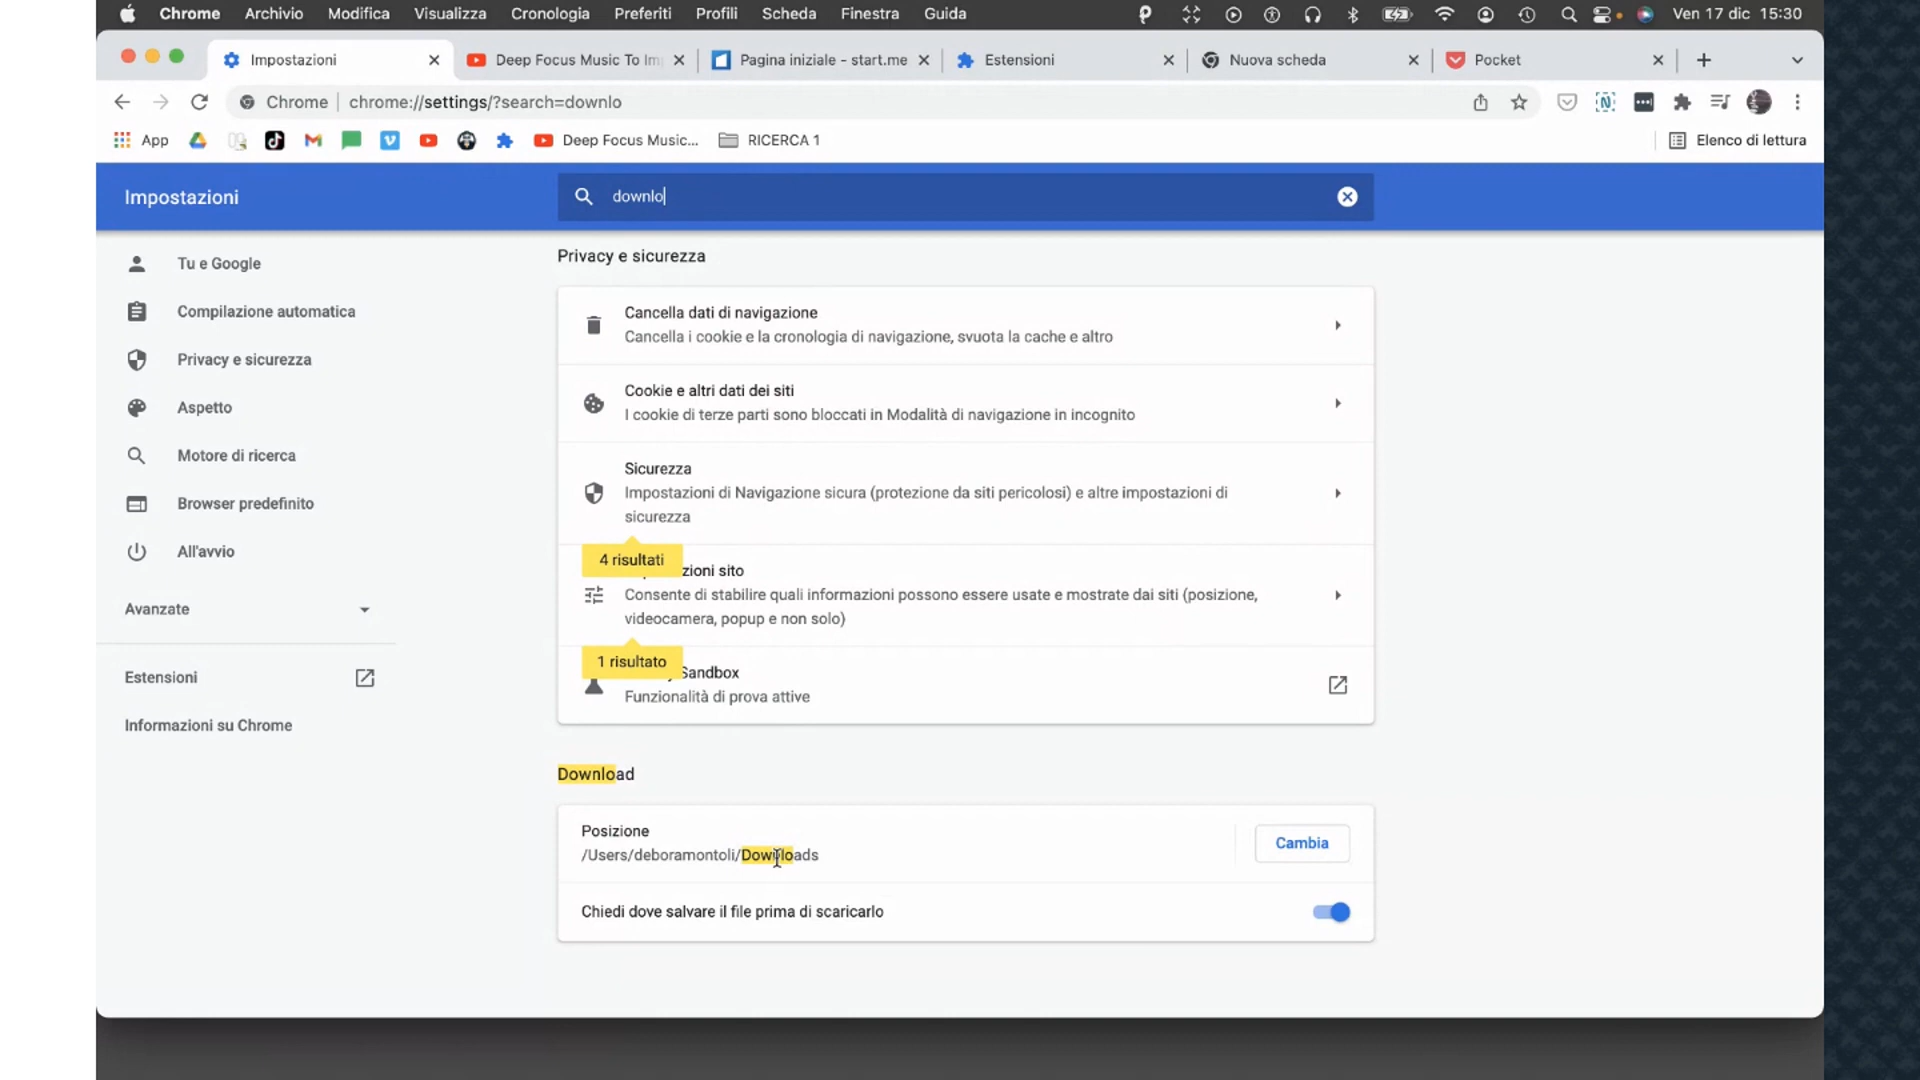 Chrome Archivio Modifica Visualizza Cronologia Preferiti Profili Scheda Finestra Guida Ven 17 dic 15:30
Impostazioni Deep Focus Music To Im Pagina iniziale - start.me Estensioni Nuova scheda Pocket
Chrome chrome://settings/?search=downlo
App Deep Focus Music... RICERCA 1 Elenco di lettura
Impostazioni downlo
Tu e Google
Compilazione automatica
Privacy e sicurezza
Aspetto
Motore di ricerca
Browser predefinito
All'avvio
Avanzate
Estensioni
Informazioni su Chrome
Privacy e sicurezza
Cancella dati di navigazione
Cancella i cookie e la cronologia di navigazione, svuota la cache e altro
Cookie e altri dati dei siti
I cookie di terze parti sono bloccati in Modalità di navigazione in incognito
Sicurezza
Impostazioni di Navigazione sicura (protezione da siti pericolosi) e altre impostazioni di
sicurezza
4 risultati
zioni sito
Consente di stabilire quali informazioni possono essere usate e mostrate dai siti (posizione,
videocamera, popup e non solo)
1 risultato
Sandbox
Funzionalità di prova attive
Download
Posizione
/Users/deboramontoli/Downloads
Cambia
Chiedi dove salvare il file prima di scaricarlo